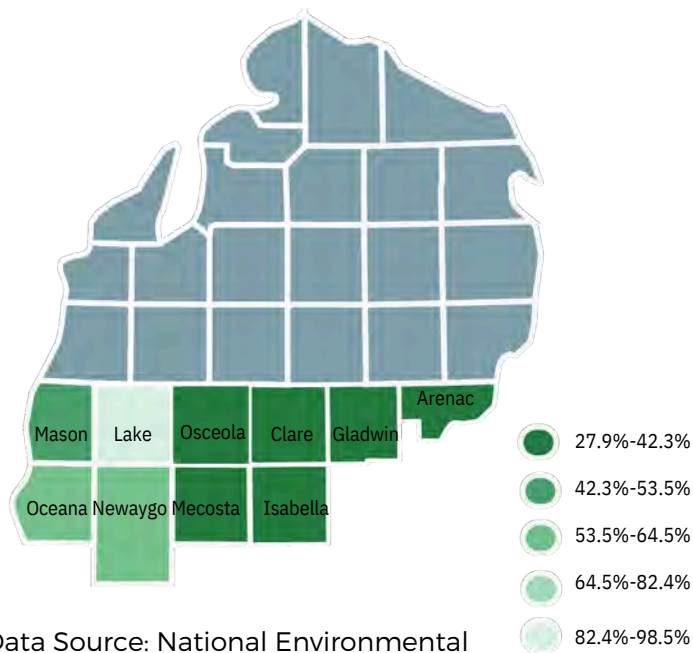 Arenac
Mason Lake Osceola Clare Gladwin
Oceana Newaygo Mecosta Isabella
27.9%-42.3%
42.3%-53.5%
53.5%-64.5%
64.5%-82.4%
82.4%-98.5%
Data Source: National Environmental